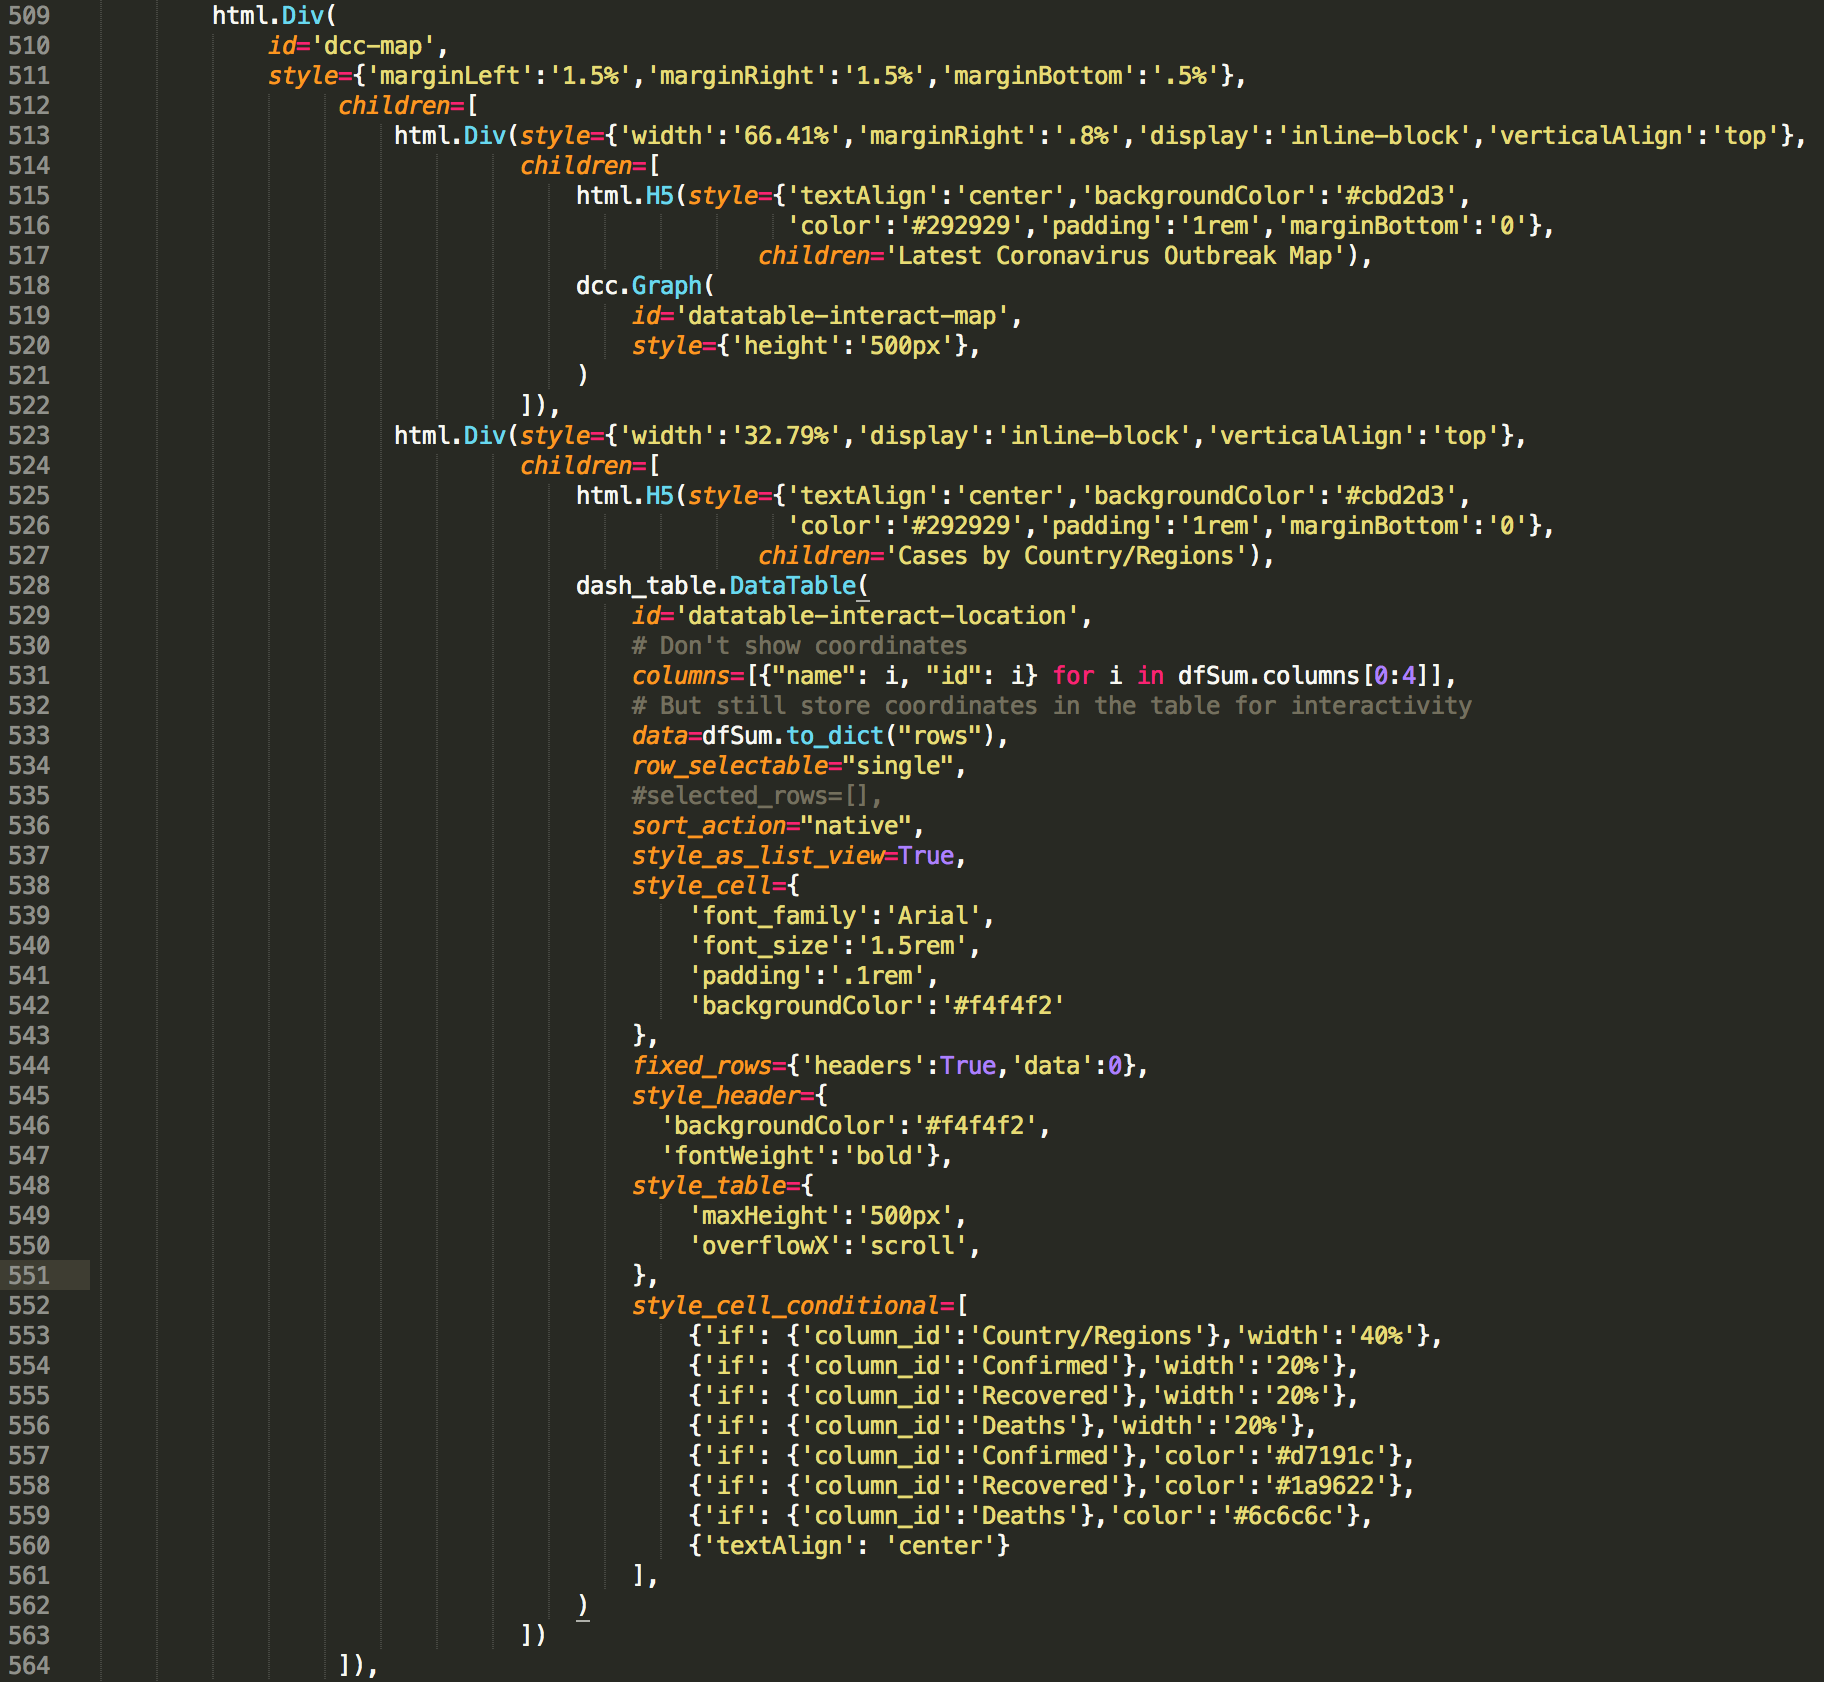 509 html.Div(
510 id='dcc-map',
511 style={'marginLeft':'1.5%','marginRight':'1.5%','marginBottom':'.5%'},
512 children=[
513 html.Div(style={'width':'66.41%','marginRight':'.8%','display':'inline-block','verticalAlign':'top'},
514 children=[
515 html.H5(style={'textAlign':'center','backgroundColor':'#cbd2d3',
516 'color':'#292929','padding':'1rem','marginBottom':'0'},
517 children='Latest Coronavirus Outbreak Map'),
518 dcc.Graph(
519 id='datatable-interact-map',
520 style={'height':'500px'},
521 )
522 ]),
523 html.Div(style={'width':'32.79%','display':'inline-block','verticalAlign':'top'},
524 children=[
525 html.H5(style={'textAlign':'center','backgroundColor':'#cbd2d3',
526 'color':'#292929','padding':'1rem','marginBottom':'0'},
527 children='Cases by Country/Regions'),
528 dash_table.DataTable(
529 id='datatable-interact-location',
530 # Don't show coordinates
531 columns=[{"name": i, "id": i} for i in dfSum.columns[0:4]],
532 # But still store coordinates in the table for interactivity
533 data=dfSum.to_dict("rows"),
534 row_selectable="single",
535 #selected_rows=[],
536 sort_action="native",
537 style_as_list_view=True,
538 style_cell={
539 'font_family':'Arial',
540 'font_size':'1.5rem',
541 'padding':'.1rem',
542 'backgroundColor':'#f4f4f2'
543 },
544 fixed_rows={'headers':True,'data':0},
545 style_header={
546 'backgroundColor':'#f4f4f2',
547 'fontWeight':'bold'},
548 style_table={
549 'maxHeight':'500px',
550 'overflowX':'scroll',
551 },
552 style_cell_conditional=[
553 {'if': {'column_id':'Country/Regions'},'width':'40%'},
554 {'if': {'column_id':'Confirmed'},'width':'20%'},
555 {'if': {'column_id':'Recovered'},'width':'20%'},
556 {'if': {'column_id':'Deaths'},'width':'20%'},
557 {'if': {'column_id':'Confirmed'},'color':'#d7191c'},
558 {'if': {'column_id':'Recovered'},'color':'#1a9622'},
559 {'if': {'column_id':'Deaths'},'color':'#6c6c6c'},
560 {'textAlign': 'center'}
561 ],
562 )
563 ])
564 ]),